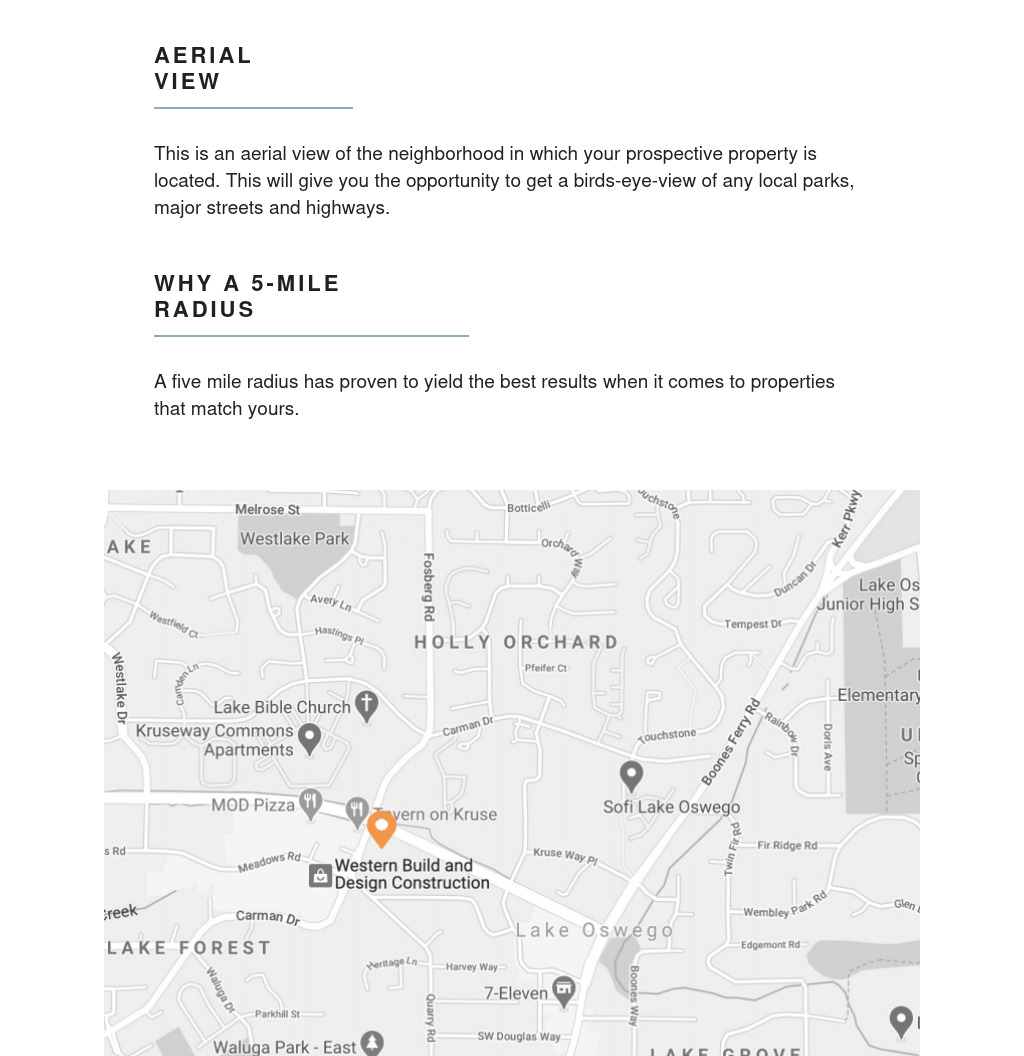 AERIAL
VIEW
This is an aerial view of the neighborhood in which your prospective property is
located. This will give you the opportunity to get a birds-eye-view of any local parks,
major streets and highways.
WHY A 5-MILE
RADIUS
A five mile radius has proven to yield the best results when it comes to properties
that match yours.
Melrose St
Botticelli
Touchstone
Kerr Pkwy
Westlake Park
AKE
Orchard Way
Fosberg Rd
Duncan Dr
Lake Os
Junior High S
Avery Ln
Westfield Ct
Hastings Pl
Tempest Dr
HOLLY ORCHARD
Pfeifer Ct
Westlake Dr
Camden Ln
Elementary
Lake Bible Church
Carman Dr
Boones Ferry Rd
Rainbow Dr
Doris Ave
Kruseway Commons
Apartments
Touchstone
Sp
MOD Pizza
Tavern on Kruse
Sofi Lake Oswego
Twin Fir Rd
Fir Ridge Rd
s Rd
Meadows Rd
Kruse Way Pl
Western Build and
Design Construction
Creek
Carman Dr
Wembley Park Rd
Glen
Lake Oswego
LAKE FOREST
Edgemont Rd
Heritage Ln
Harvey Way
Waluga Dr
Boones Way
7-Eleven
Quarry Rd
Parkhill St
SW Douglas Way
Waluga Park - East
LAKE GROVE